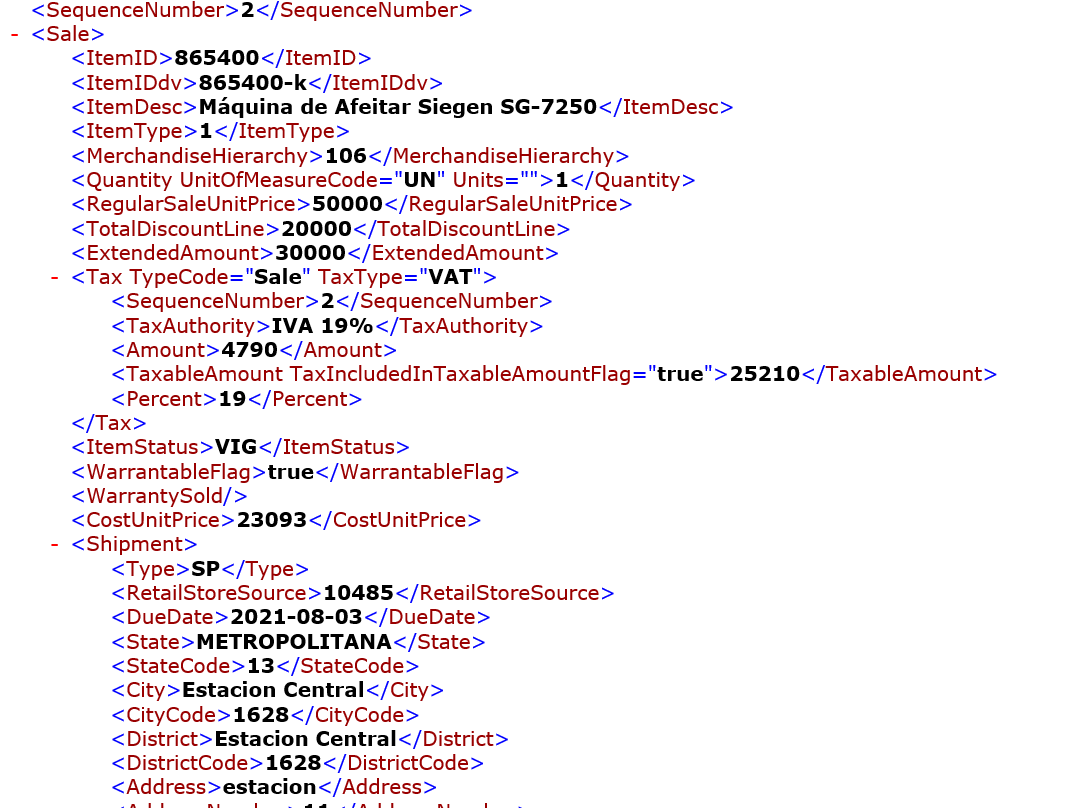 <SequenceNumber>2</SequenceNumber>
- <Sale>
<ItemID>865400</ItemID>
<ItemIDdv>865400-k</ItemIDdv>
<ItemDesc>Máquina de Afeitar Siegen SG-7250</ItemDesc>
<ItemType>1</ItemType>
<MerchandiseHierarchy>106</MerchandiseHierarchy>
<Quantity UnitOfMeasureCode="UN" Units="">1</Quantity>
<RegularSaleUnitPrice>50000</RegularSaleUnitPrice>
<TotalDiscountLine>20000</TotalDiscountLine>
<ExtendedAmount>30000</ExtendedAmount>
- <Tax TypeCode="Sale" TaxType="VAT">
<SequenceNumber>2</SequenceNumber>
<TaxAuthority>IVA 19%</TaxAuthority>
<Amount>4790</Amount>
<TaxableAmount TaxIncludedInTaxableAmountFlag="true">25210</TaxableAmount>
<Percent>19</Percent>
</Tax>
<ItemStatus>VIG</ItemStatus>
<WarrantableFlag>true</WarrantableFlag>
<WarrantySold/>
<CostUnitPrice>23093</CostUnitPrice>
- <Shipment>
<Type>SP</Type>
<RetailStoreSource>10485</RetailStoreSource>
<DueDate>2021-08-03</DueDate>
<State>METROPOLITANA</State>
<StateCode>13</StateCode>
<City>Estacion Central</City>
<CityCode>1628</CityCode>
<District>Estacion Central</District>
<DistrictCode>1628</DistrictCode>
<Address>estacion</Address>